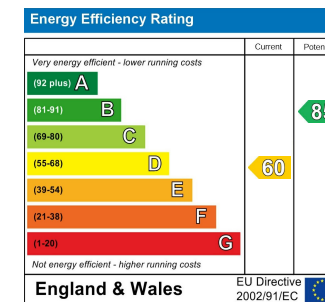 Energy Efficiency Rating
Current
Very energy efficient - lower running costs
(92 plus) A
(81-91) B
(69-80) C
(55-68) D
60
(39-54) E
(21-38) F
(1-20) G
Not energy efficient - higher running costs
England & Wales
EU Directive
2002/91/EC